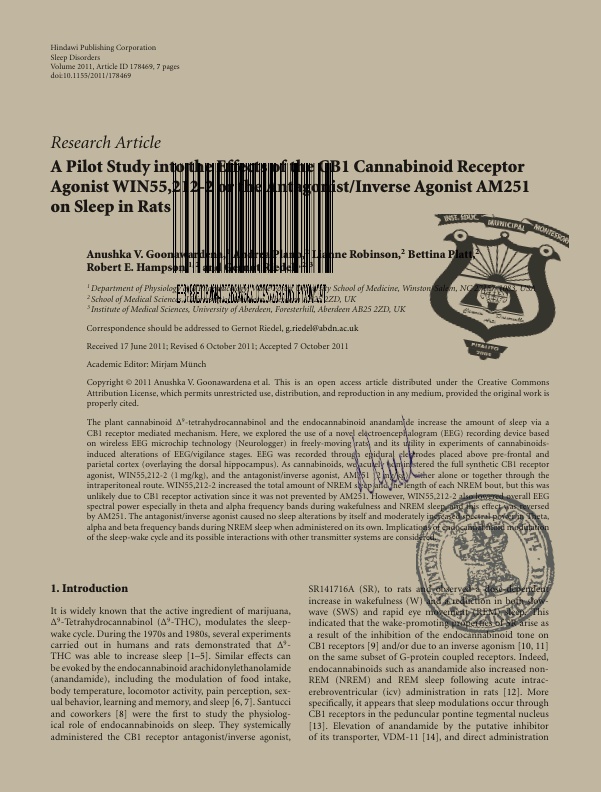 Hindawi Publishing Corporation
Sleep Disorders
Volume 2011, Article ID 178469, 7 pages
doi:10.1155/2011/178469
Research Article
A Pilot Study into the Effects of the CB1 Cannabinoid Receptor
Agonist WIN55,212-2 or the Antagonist/Inverse Agonist AM251
on Sleep in Rats
Anushka V. Goonawardena,¹ Andrea Plano,² Lianne Robinson,² Bettina Platt,²
Robert E. Hampson,¹ and Gernot Riedel²,³
¹Department of Physiology School of Medicine, Winston-Salem, NC USA
²School of Medical Sciences, 2ZD, UK
³Institute of Medical Sciences, University of Aberdeen, Foresterhill, Aberdeen AB25 2ZD, UK
Correspondence should be addressed to Gernot Riedel, g.riedel@abdn.ac.uk
Received 17 June 2011; Revised 6 October 2011; Accepted 7 October 2011
Academic Editor: Mirjam Münch
Copyright © 2011 Anushka V. Goonawardena et al. This is an open access article distributed under the Creative Commons
Attribution License, which permits unrestricted use, distribution, and reproduction in any medium, provided the original work is
properly cited.
The plant cannabinoid Δ⁹-tetrahydrocannabinol and the endocannabinoid anandamide increase the amount of sleep via a
CB1 receptor mediated mechanism. Here, we explored the use of a novel electroencephalogram (EEG) recording device based
on wireless EEG microchip technology (Neurologger) in freely-moving rats, and its utility in experiments of cannabinoids-
induced alterations of EEG/vigilance stages. EEG was recorded through epidural electrodes placed above pre-frontal and
parietal cortex (overlaying the dorsal hippocampus). As cannabinoids, we acutely administered the full synthetic CB1 receptor
agonist, WIN55,212-2 (1 mg/kg), and the antagonist/inverse agonist, AM251 (2 mg/kg), either alone or together through the
intraperitoneal route. WIN55,212-2 increased the total amount of NREM sleep and the length of each NREM bout, but this was
unlikely due to CB1 receptor activation since it was not prevented by AM251. However, WIN55,212-2 also lowered overall EEG
spectral power especially in theta and alpha frequency bands during wakefulness and NREM sleep, and this effect was reversed
by AM251. The antagonist/inverse agonist caused no sleep alterations by itself and moderately increased spectral power in Theta,
alpha and beta frequency bands during NREM sleep when administered on its own. Implications of endocannabinoid modulation
of the sleep-wake cycle and its possible interactions with other transmitter systems are considered.
1. Introduction
It is widely known that the active ingredient of marijuana,
Δ⁹-Tetrahydrocannabinol (Δ⁹-THC), modulates the sleep-
wake cycle. During the 1970s and 1980s, several experiments
carried out in humans and rats demonstrated that Δ⁹-
THC was able to increase sleep [1–5]. Similar effects can
be evoked by the endocannabinoid arachidonylethanolamide
(anandamide), including the modulation of food intake,
body temperature, locomotor activity, pain perception, sex-
ual behavior, learning and memory, and sleep [6, 7]. Santucci
and coworkers [8] were the first to study the physiolog-
ical role of endocannabinoids on sleep. They systemically
administered the CB1 receptor antagonist/inverse agonist,
SR141716A (SR), to rats and observed a dose-dependent
increase in wakefulness (W) and a reduction in both slow-
wave (SWS) and rapid eye movement (REM) sleep. This
indicated that the wake-promoting properties of SR arise as
a result of the inhibition of the endocannabinoid tone on
CB1 receptors [9] and/or due to an inverse agonism [10, 11]
on the same subset of G-protein coupled receptors. Indeed,
endocannabinoids such as anandamide also increased non-
REM (NREM) and REM sleep following acute intrac-
erebroventricular (icv) administration in rats [12]. More
specifically, it appears that sleep modulations occur through
CB1 receptors in the peduncular pontine tegmental nucleus
[13]. Elevation of anandamide by the putative inhibitor
of its transporter, VDM-11 [14], and direct administration
INST. EDUC. MUNICIPAL MONTESSORI
PITALITO
2004